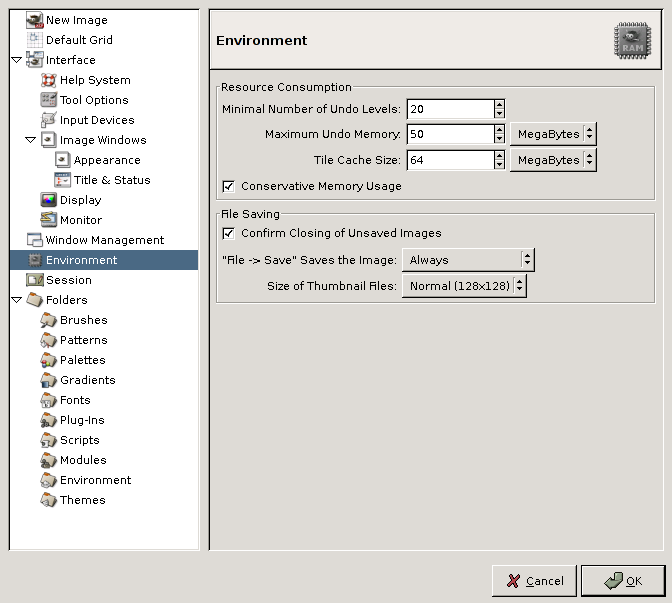 New Image
Default Grid
Interface
Help System
Tool Options
Input Devices
Image Windows
Appearance
Title & Status
Display
Monitor
Window Management
Environment
Session
Folders
Brushes
Patterns
Palettes
Gradients
Fonts
Plug-Ins
Scripts
Modules
Environment
Themes
Environment
RAM
Resource Consumption
Minimal Number of Undo Levels: 20
Maximum Undo Memory: 50 MegaBytes
Tile Cache Size: 64 MegaBytes
Conservative Memory Usage
File Saving
Confirm Closing of Unsaved Images
"File -> Save" Saves the Image: Always
Size of Thumbnail Files: Normal (128x128)
Cancel OK